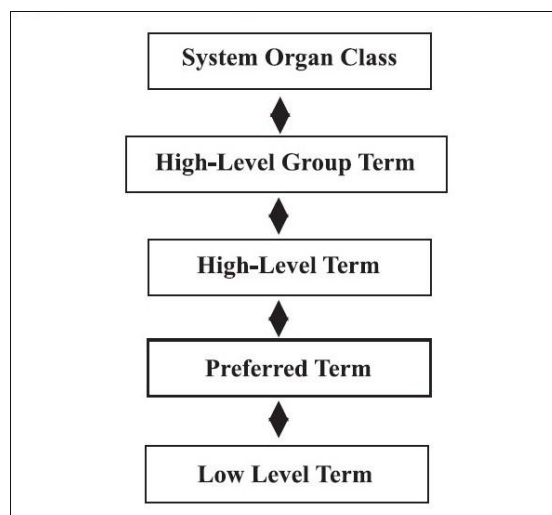 System Organ Class
High-Level Group Term
High-Level Term
Preferred Term
Low Level Term